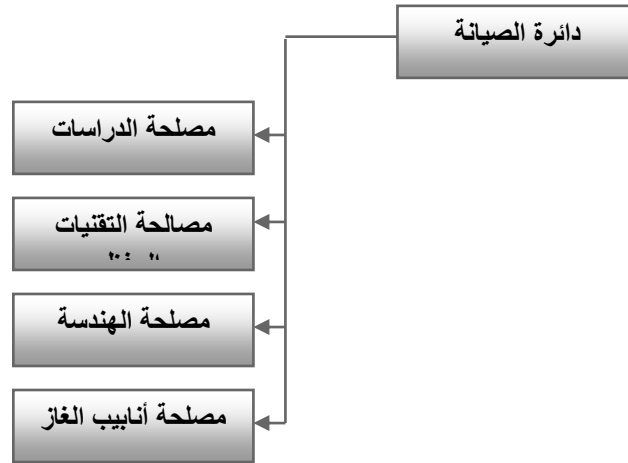 دائرة الصيانة
مصلحة الدراسات
مصالحة التقنيات
مصلحة الهندسة
مصلحة أنابيب الغاز